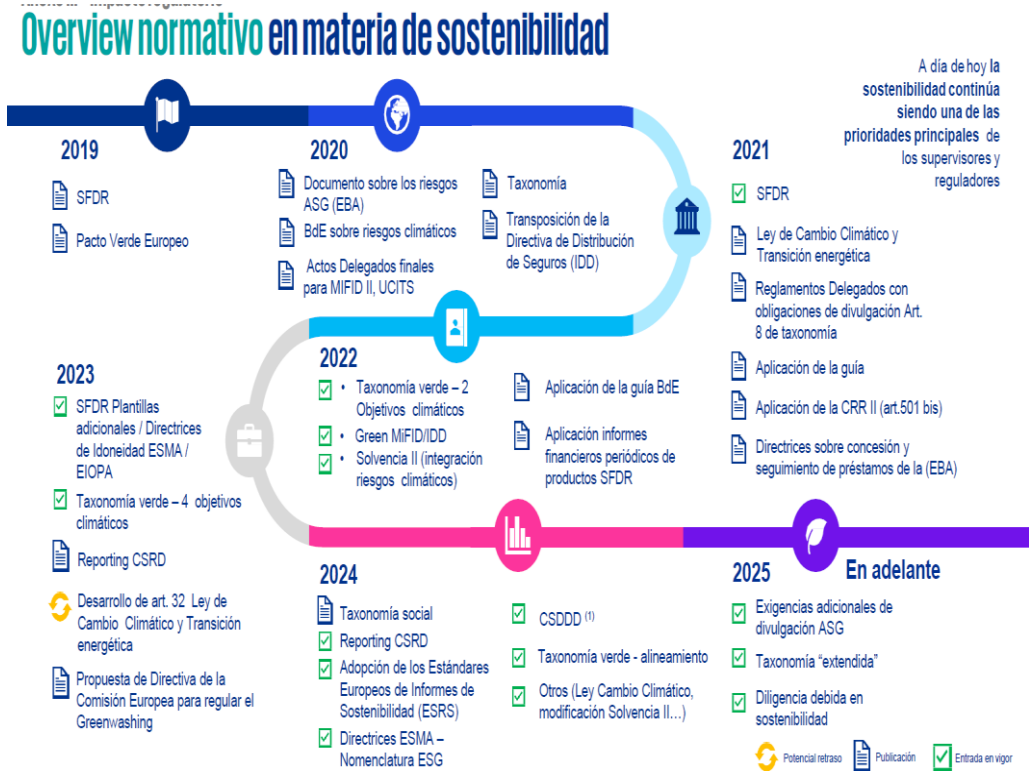 Overview normativo en materia de sostenibilidad
A día de hoy la
sostenibilidad continúa
siendo una de las
prioridades principales de
los supervisores y
reguladores
2019
SFDR
Pacto Verde Europeo
2020
Documento sobre los riesgos
ASG (EBA)
BdE sobre riesgos climáticos
Actos Delegados finales
para MIFID II, UCITS
Taxonomía
Transposición de la
Directiva de Distribución
de Seguros (IDD)
2021
SFDR
Ley de Cambio Climático y
Transición energética
Reglamentos Delegados con
obligaciones de divulgación Art.
8 de taxonomía
Aplicación de la guía
Aplicación de la CRR II (art.501 bis)
Directrices sobre concesión y
seguimiento de préstamos de la (EBA)
2022
• Taxonomía verde – 2
Objetivos climáticos
• Green MiFID/IDD
• Solvencia II (integración
riesgos climáticos)
Aplicación de la guía BdE
Aplicación informes
financieros periódicos de
productos SFDR
2023
SFDR Plantillas
adicionales / Directrices
de Idoneidad ESMA /
EIOPA
Taxonomía verde – 4 objetivos
climáticos
Reporting CSRD
Desarrollo de art. 32 Ley de
Cambio Climático y Transición
energética
Propuesta de Directiva de la
Comisión Europea para regular el
Greenwashing
2024
Taxonomía social
Reporting CSRD
Adopción de los Estándares
Europeos de Informes de
Sostenibilidad (ESRS)
Directrices ESMA –
Nomenclatura ESG
CSDDD (1)
Taxonomía verde - alineamiento
Otros (Ley Cambio Climático,
modificación Solvencia II…)
2025 En adelante
Exigencias adicionales de
divulgación ASG
Taxonomía “extendida”
Diligencia debida en
sostenibilidad
Potencial retraso Publicación Entrada en vigor